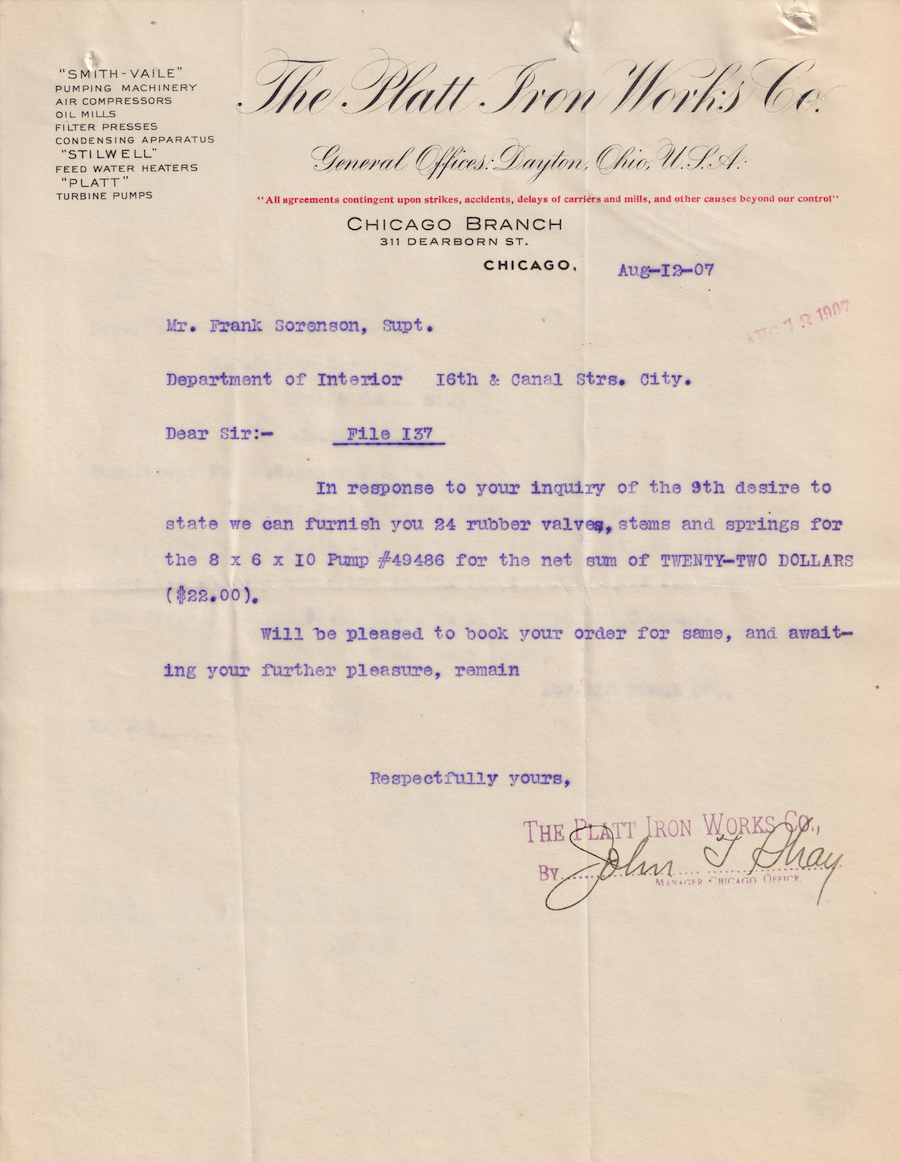 "SMITH-VAILE"
PUMPING MACHINERY
AIR COMPRESSORS
OIL MILLS
FILTER PRESSES
CONDENSING APPARATUS
"STILWELL"
FEED WATER HEATERS
"PLATT"
TURBINE PUMPS
The Platt Iron Works Co.
General Offices: Dayton, Ohio, U.S.A.
"All agreements contingent upon strikes, accidents, delays of carriers and mills, and other causes beyond our control"
CHICAGO BRANCH
311 DEARBORN ST.
CHICAGO, Aug-12-07
AUG 13 1907
Mr. Frank Sorenson, Supt.
Department of Interior 16th & Canal Strs. City.
Dear Sir:- File 137
In response to your inquiry of the 9th desire to
state we can furnish you 24 rubber valves, stems and springs for
the 8 x 6 x 10 Pump #49486 for the net sum of TWENTY-TWO DOLLARS
($22.00).
Will be pleased to book your order for same, and await-
ing your further pleasure, remain
Respectfully yours,
THE PLATT IRON WORKS CO.,
By John T Shay
MANAGER CHICAGO OFFICE.